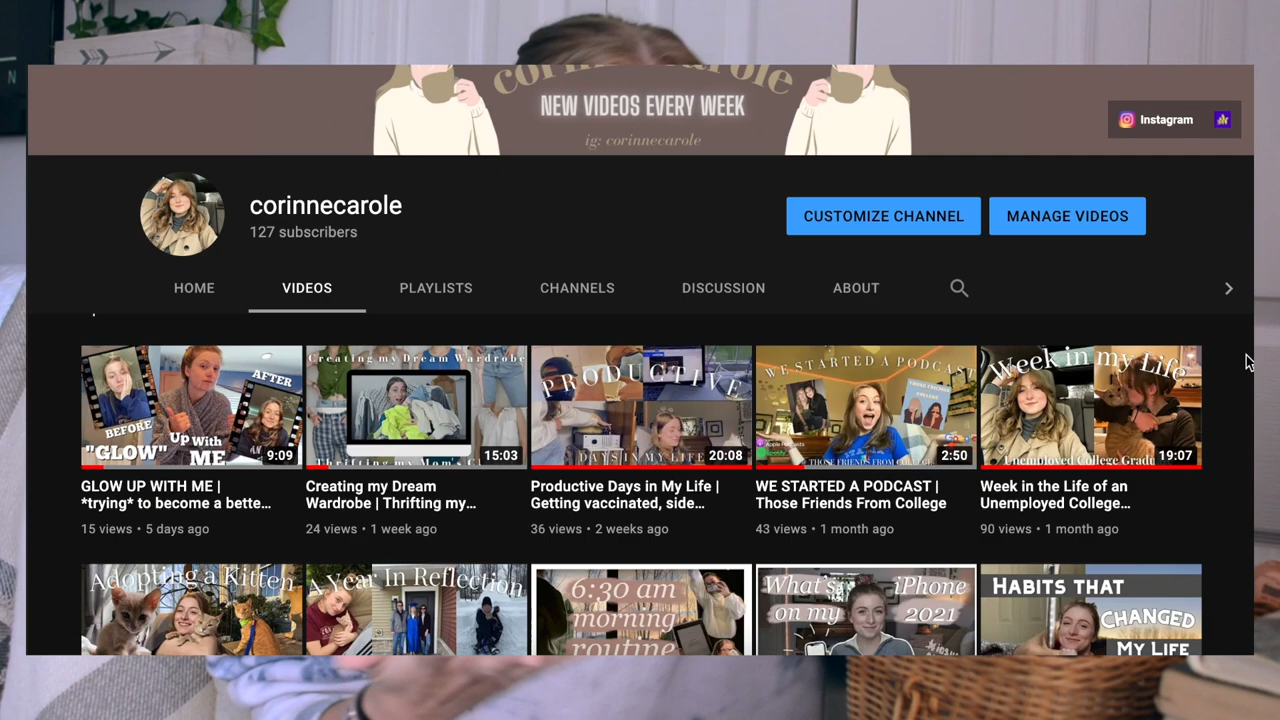 N
corinnecarole
NEW VIDEOS EVERY WEEK
ig: corinnecarole
Instagram
corinnecarole
127 subscribers
CUSTOMIZE CHANNEL
MANAGE VIDEOS
HOME
VIDEOS
PLAYLISTS
CHANNELS
DISCUSSION
ABOUT
BEFORE
AFTER
"GLOW"
Up With
ME
9:09
Creating my Dream Wardrobe
Thrifting my Mom's
15:03
PRODUCTIVE
DAYS IN MY LIFE
20:08
WE STARTED A PODCAST
THOSE FRIENDS FROM COLLEGE
2:50
Week in my Life
Unemployed College Gradu
19:07
GLOW UP WITH ME |
*trying* to become a bette...
15 views • 5 days ago
Creating my Dream
Wardrobe | Thrifting my...
24 views • 1 week ago
Productive Days in My Life |
Getting vaccinated, side...
36 views • 2 weeks ago
WE STARTED A PODCAST |
Those Friends From College
43 views • 1 month ago
Week in the Life of an
Unemployed College...
90 views • 1 month ago
Adopting a Kitten
A Year In Reflection
6:30 am
morning
routine
What's
on my
iPhone
2021
HABITS THAT
CHANGED
MY LIFE